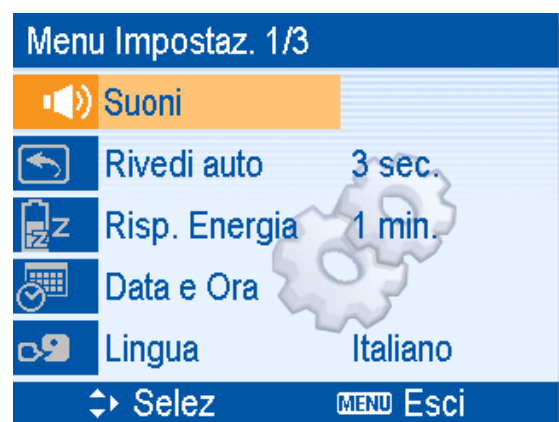 Menu Impostaz. 1/3
Suoni
Rivedi auto 3 sec.
Risp. Energia 1 min.
Data e Ora
Lingua Italiano
Selez MENU Esci